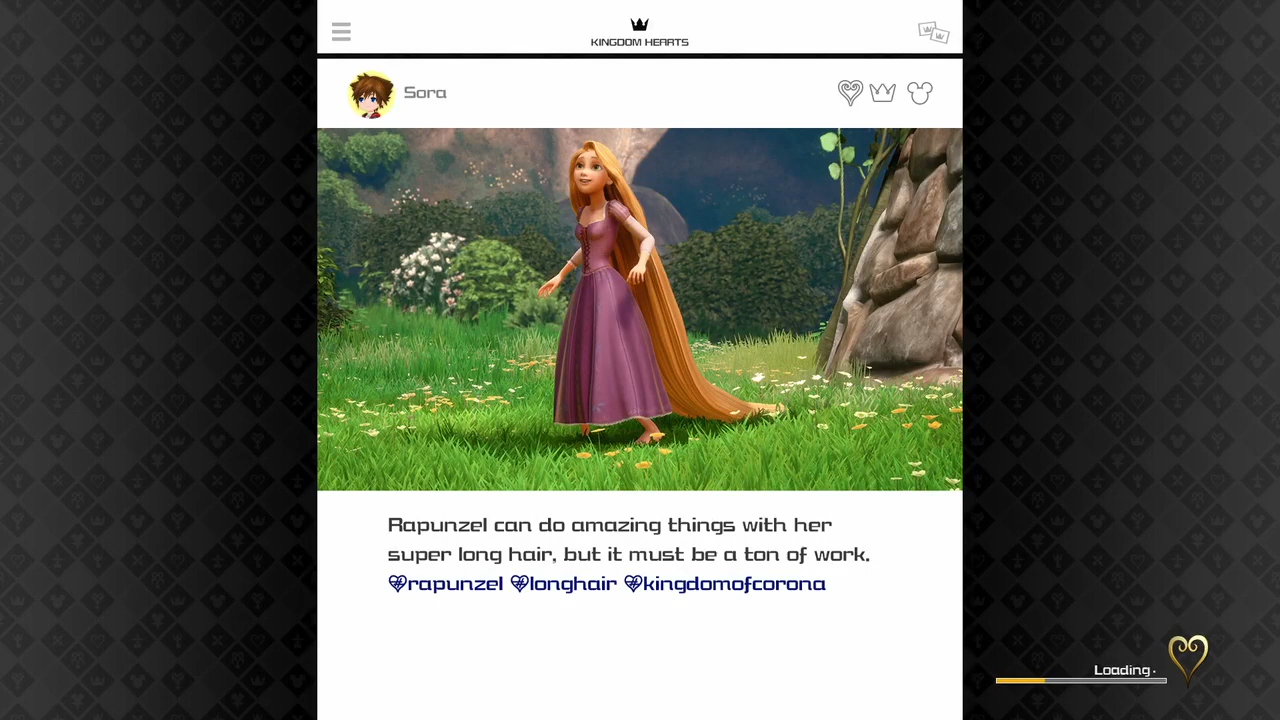 KINGDOM HEARTS
Sora
Rapunzel can do amazing things with her
super long hair, but it must be a ton of work.
rapunzel longhair kingdomofcorona
Loading.